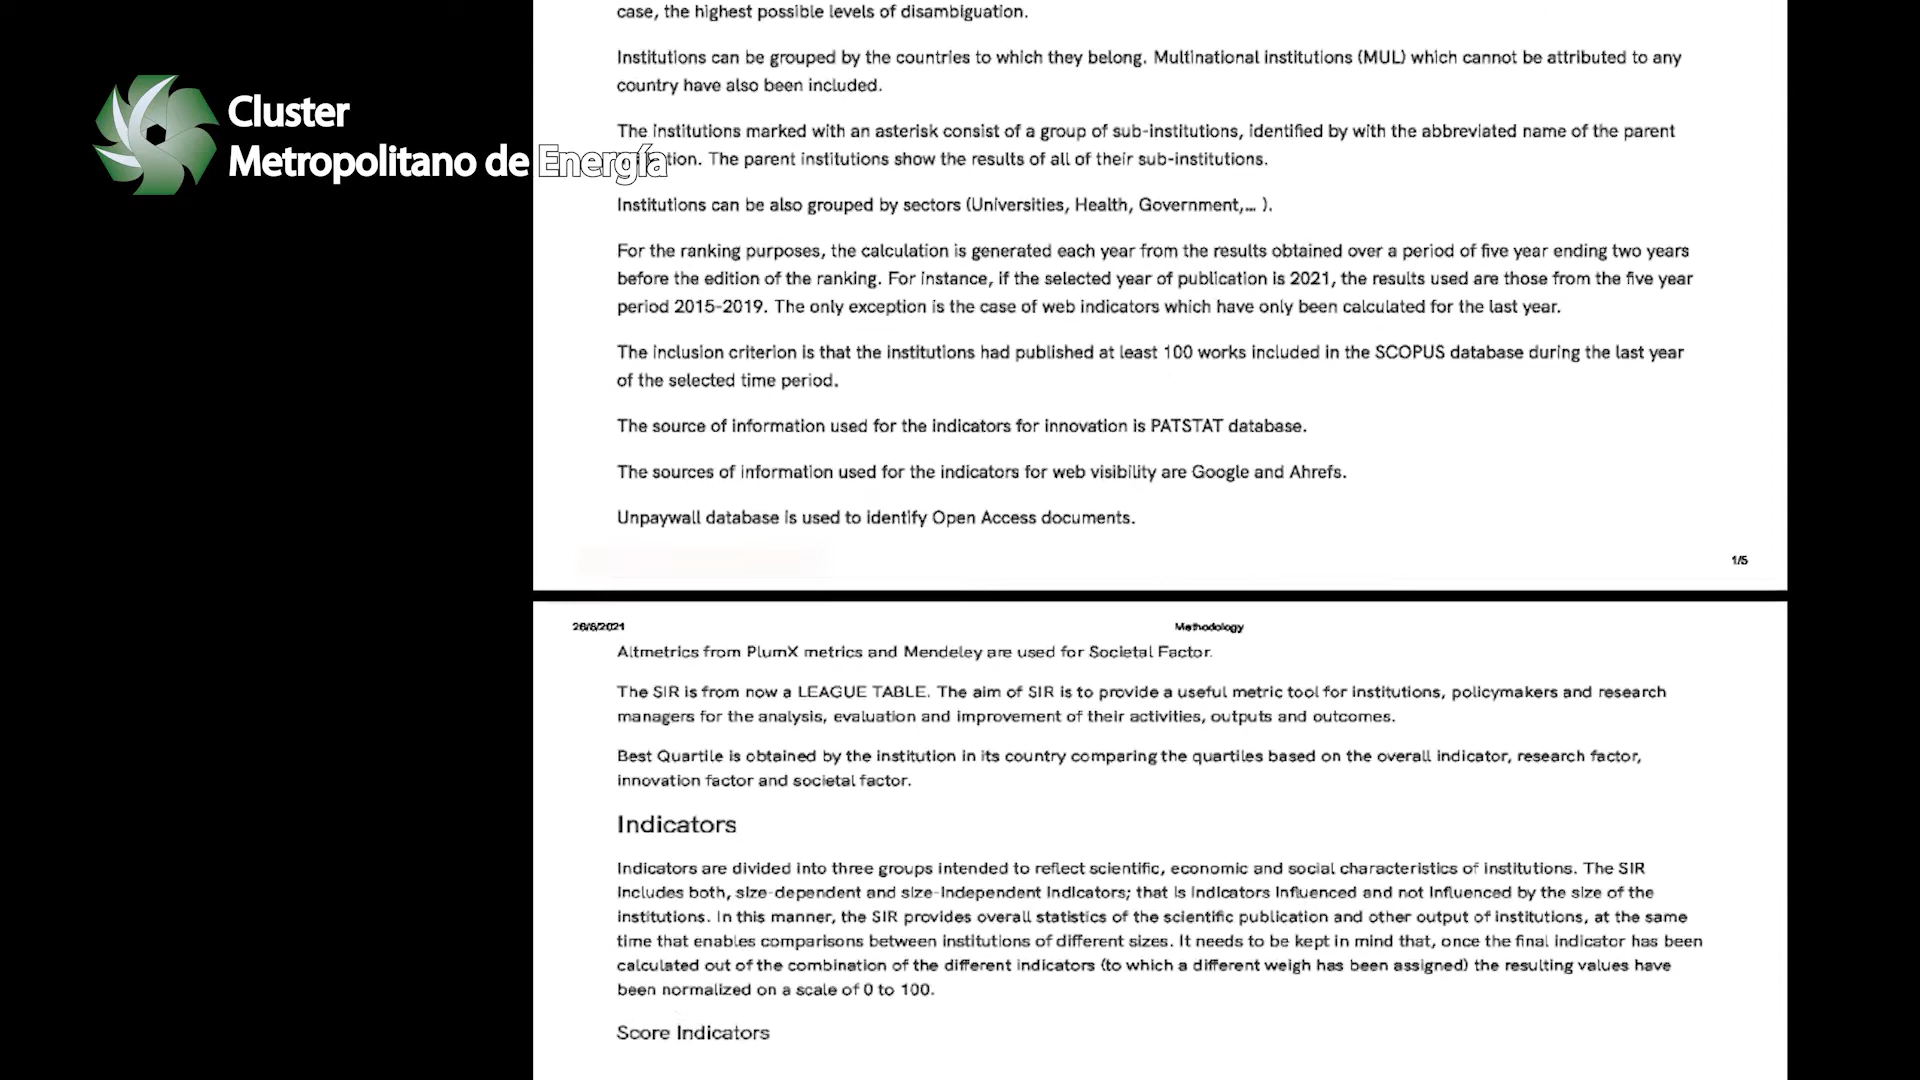 Cluster
Metropolitano de Energía
case, the highest possible levels of disambiguation.
Institutions can be grouped by the countries to which they belong. Multinational institutions (MUL) which cannot be attributed to any
country have also been included.
The institutions marked with an asterisk consist of a group of sub-institutions, identified by with the abbreviated name of the parent
tion. The parent institutions show the results of all of their sub-institutions.
Institutions can be also grouped by sectors (Universities, Health, Government,... ).
For the ranking purposes, the calculation is generated each year from the results obtained over a period of five year ending two years
before the edition of the ranking. For instance, if the selected year of publication is 2021, the results used are those from the five year
period 2015-2019. The only exception is the case of web indicators which have only been calculated for the last year.
The inclusion criterion is that the institutions had published at least 100 works included in the SCOPUS database during the last year
of the selected time period.
The source of information used for the indicators for innovation is PATSTAT database.
The sources of information used for the indicators for web visibility are Google and Ahrefs.
Unpaywall database is used to identify Open Access documents.
1/5
26/8/2021 Methodology
Altmetrics from PlumX metrics and Mendeley are used for Societal Factor.
The SIR is from now a LEAGUE TABLE. The aim of SIR is to provide a useful metric tool for institutions, policymakers and research
managers for the analysis, evaluation and improvement of their activities, outputs and outcomes.
Best Quartile is obtained by the institution in its country comparing the quartiles based on the overall indicator, research factor,
innovation factor and societal factor.
Indicators
Indicators are divided into three groups intended to reflect scientific, economic and social characteristics of institutions. The SIR
includes both, size-dependent and size-independent indicators; that is indicators influenced and not influenced by the size of the
institutions. In this manner, the SIR provides overall statistics of the scientific publication and other output of institutions, at the same
time that enables comparisons between institutions of different sizes. It needs to be kept in mind that, once the final indicator has been
calculated out of the combination of the different indicators (to which a different weigh has been assigned) the resulting values have
been normalized on a scale of 0 to 100.
Score Indicators